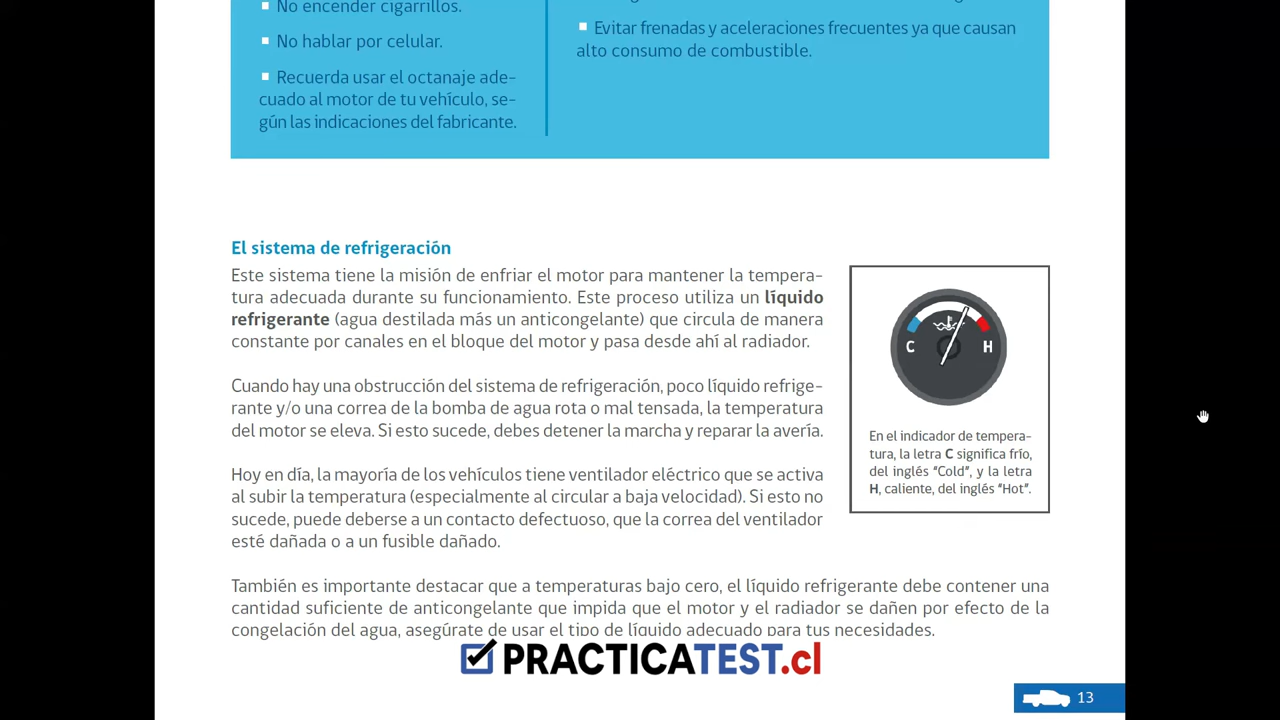 No encender cigarrillos.
No hablar por celular.
Recuerda usar el octanaje ade-
cuado al motor de tu vehículo, se-
gún las indicaciones del fabricante.
Evitar frenadas y aceleraciones frecuentes ya que causan
alto consumo de combustible.
El sistema de refrigeración
Este sistema tiene la misión de enfriar el motor para mantener la tempera-
tura adecuada durante su funcionamiento. Este proceso utiliza un líquido
refrigerante (agua destilada más un anticongelante) que circula de manera
constante por canales en el bloque del motor y pasa desde ahí al radiador.
Cuando hay una obstrucción del sistema de refrigeración, poco líquido refrige-
rante y/o una correa de la bomba de agua rota o mal tensada, la temperatura
del motor se eleva. Si esto sucede, debes detener la marcha y reparar la avería.
Hoy en día, la mayoría de los vehículos tiene ventilador eléctrico que se activa
al subir la temperatura (especialmente al circular a baja velocidad). Si esto no
sucede, puede deberse a un contacto defectuoso, que la correa del ventilador
esté dañada o a un fusible dañado.
C H
En el indicador de tempera-
tura, la letra C significa frío,
del inglés "Cold", y la letra
H, caliente, del inglés "Hot".
También es importante destacar que a temperaturas bajo cero, el líquido refrigerante debe contener una
cantidad suficiente de anticongelante que impida que el motor y el radiador se dañen por efecto de la
congelación del agua, asegúrate de usar el tipo de líquido adecuado para tus necesidades.
PRACTICATEST.cl
13